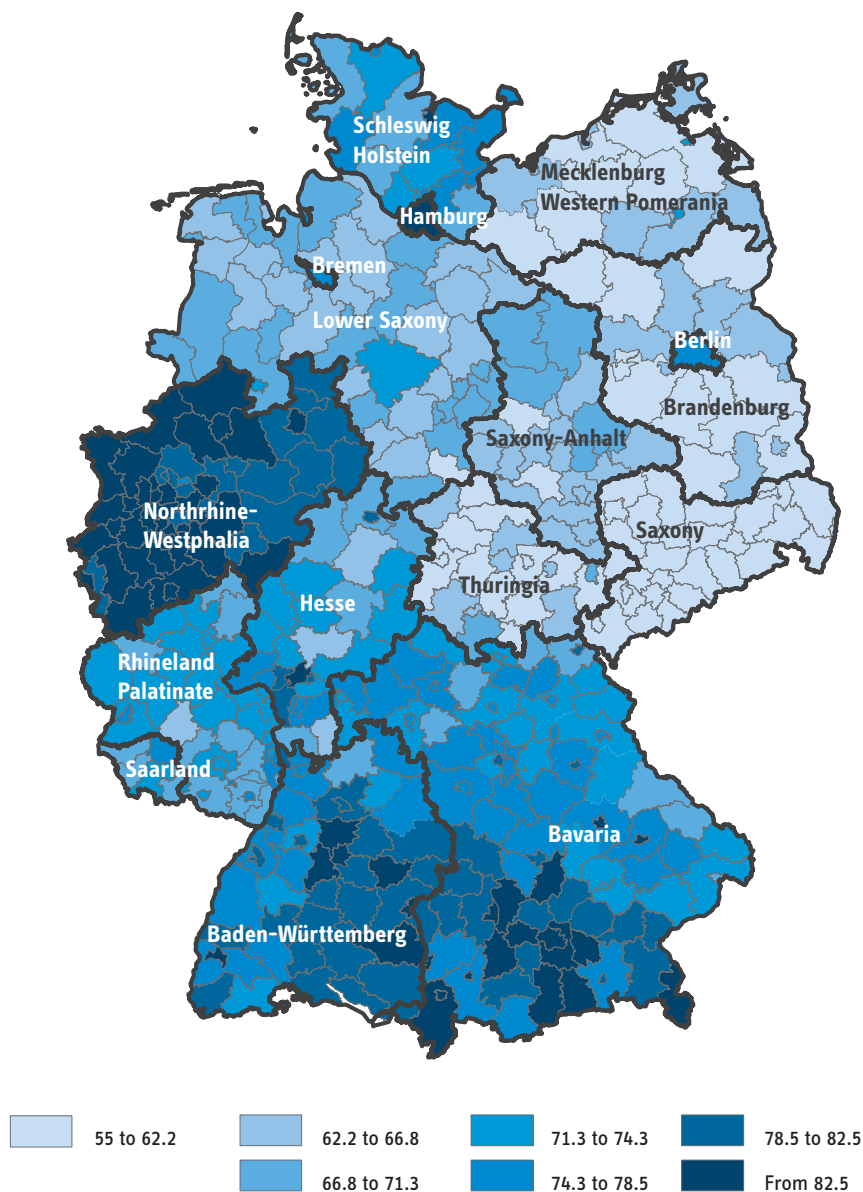 Schleswig
Holstein
Mecklenburg
Western Pomerania
Hamburg
Bremen
Lower Saxony
Berlin
Brandenburg
Saxony-Anhalt
Northrhine-
Westphalia
Saxony
Thuringia
Hesse
Rhineland
Palatinate
Saarland
Bavaria
Baden-Württemberg
55 to 62.2
62.2 to 66.8
71.3 to 74.3
78.5 to 82.5
66.8 to 71.3
74.3 to 78.5
From 82.5